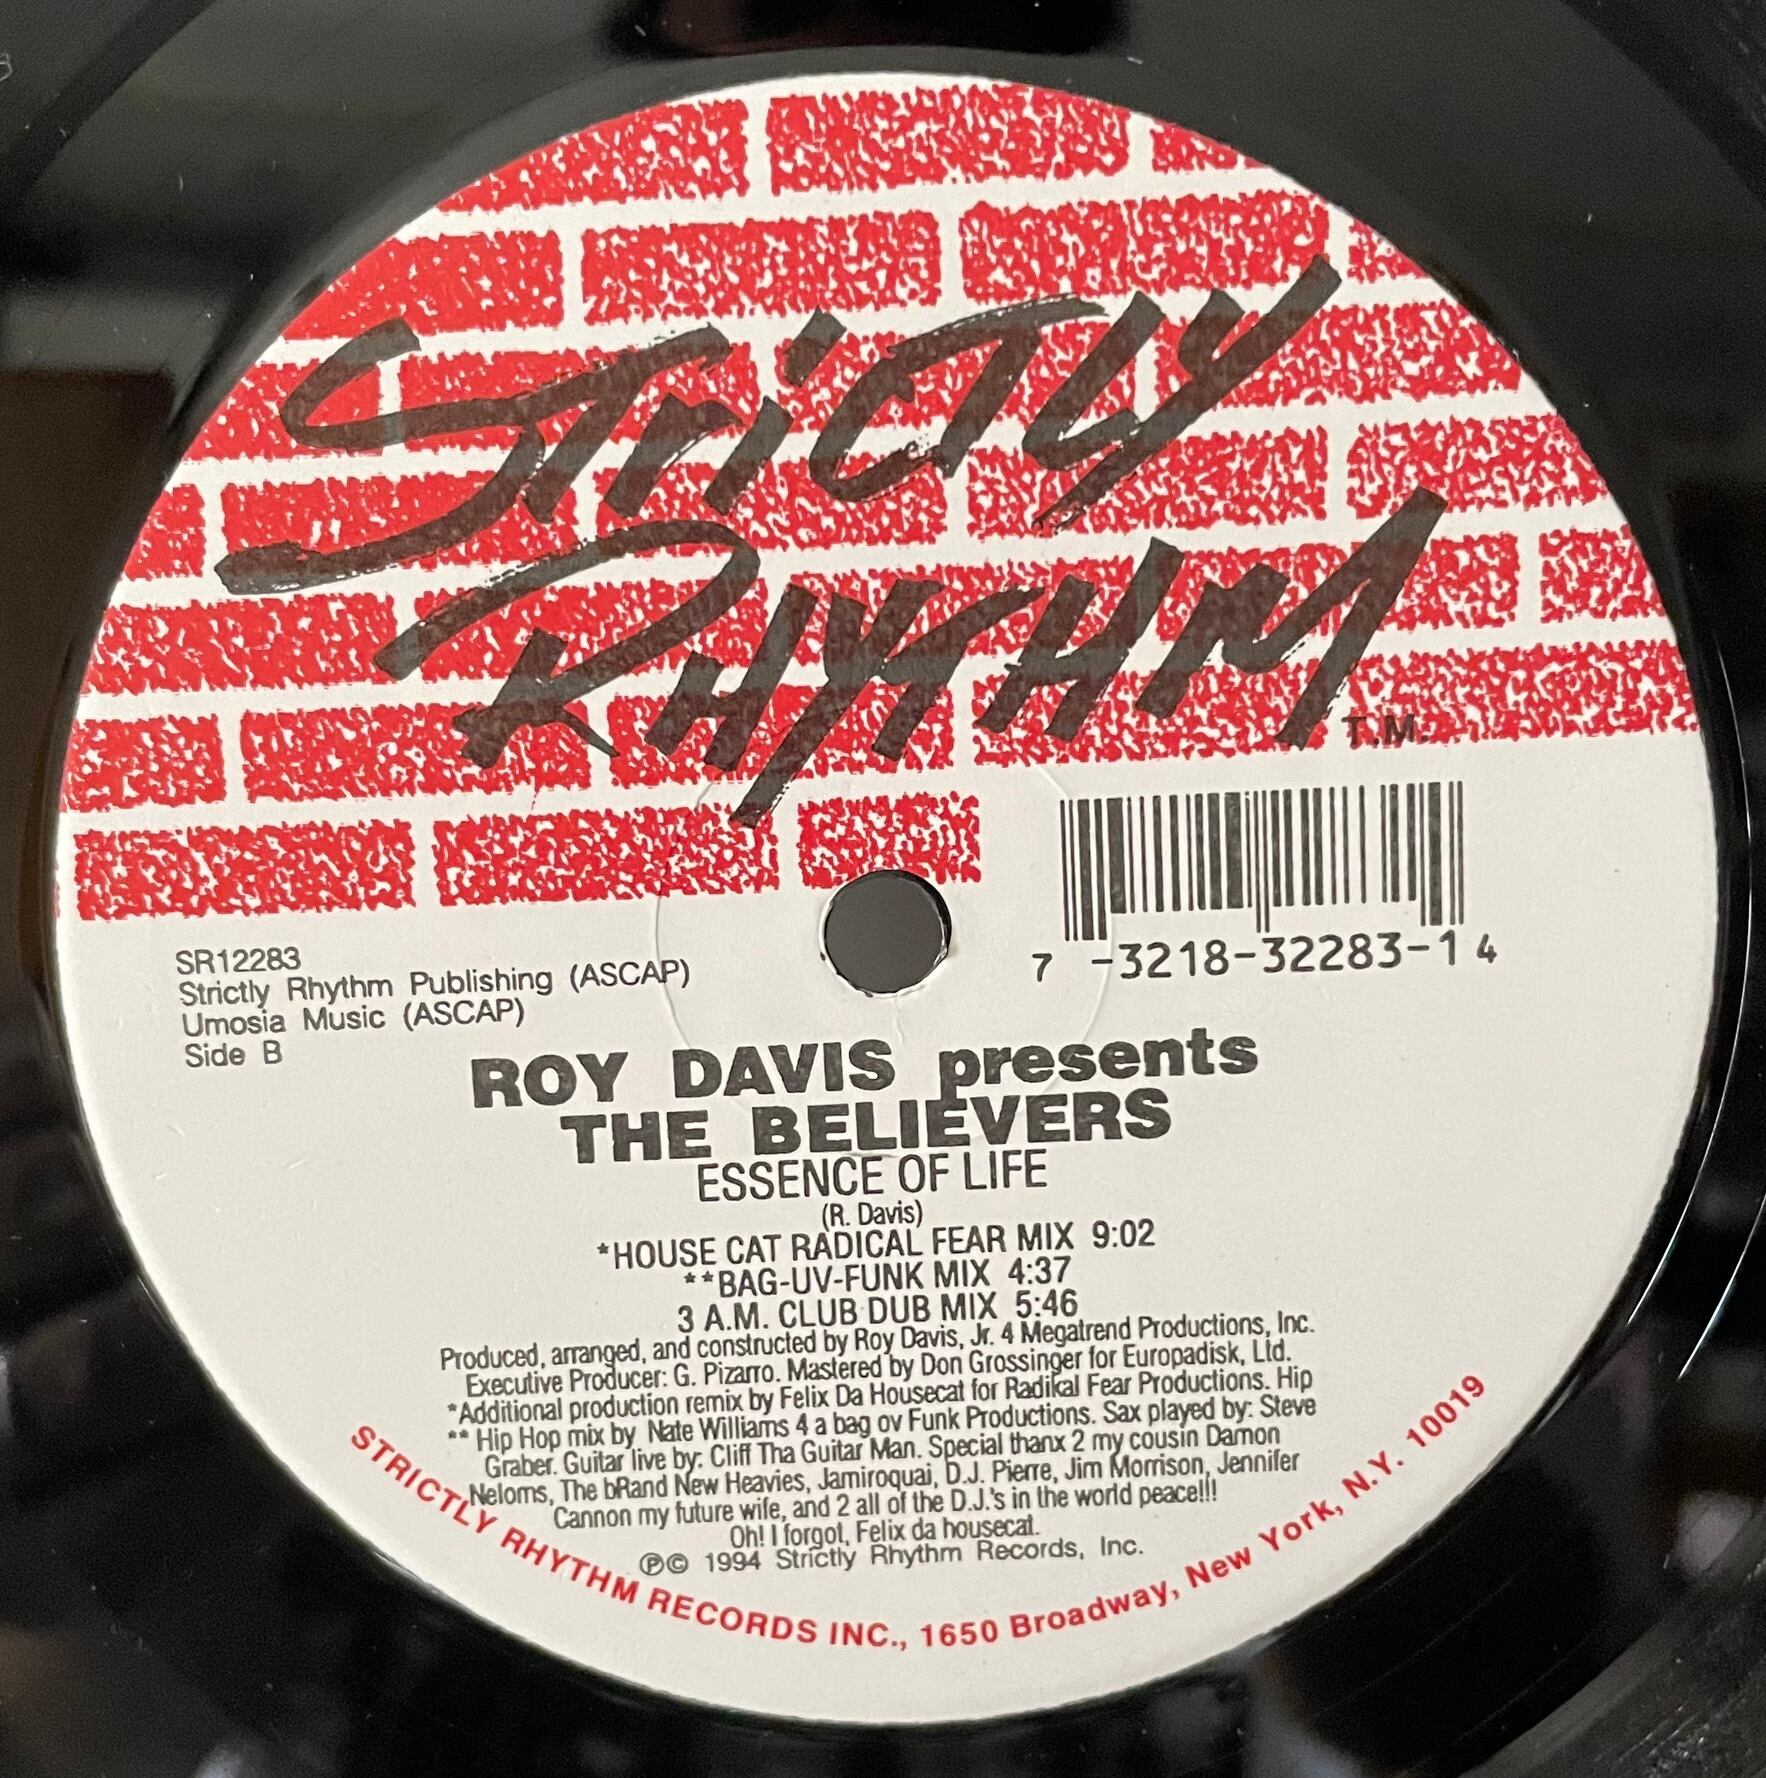 Strictly
Rhythm
T.M.
7 -3218-32283-1 4
SR12283
Strictly Rhythm Publishing (ASCAP)
Umosia Music (ASCAP)
Side B
ROY DAVIS presents
THE BELIEVERS
ESSENCE OF LIFE
(R. Davis)
*HOUSE CAT RADICAL FEAR MIX 9:02
**BAG-UV-FUNK MIX 4:37
3 A.M. CLUB DUB MIX 5:46
Produced, arranged, and constructed by Roy Davis, Jr. 4 Megatrend Productions, Inc.
Executive Producer: G. Pizarro. Mastered by Don Grossinger for Europadisk, Ltd.
*Additional production remix by Felix Da Housecat for Radikal Fear Productions. Hip
** Hip Hop mix by Nate Williams 4 a bag ov Funk Productions. Sax played by: Steve
Graber. Guitar live by: Cliff Tha Guitar Man. Special thanx 2 my cousin Damon
Neloms, The bRand New Heavies, Jamiroquai, D.J. Pierre, Jim Morrison, Jennifer
Cannon my future wife, and 2 all of the D.J.'s in the world peace!!!
Oh! I forgot, Felix da housecat.
℗© 1994 Strictly Rhythm Records, Inc.
STRICTLY RHYTHM RECORDS INC., 1650 Broadway, New York, N.Y. 10019